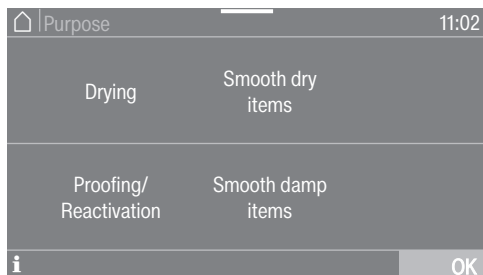 Purpose 11:02
Drying
Smooth dry
items
Proofing/
Reactivation
Smooth damp
items
i OK